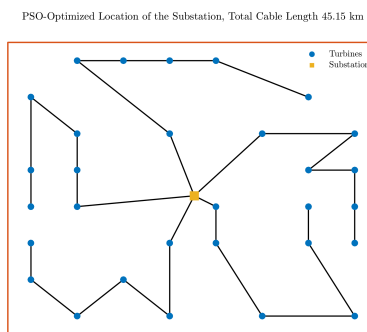 PSO-Optimized Location of the Substation, Total Cable Length 45.15 km
Turbines
Substation